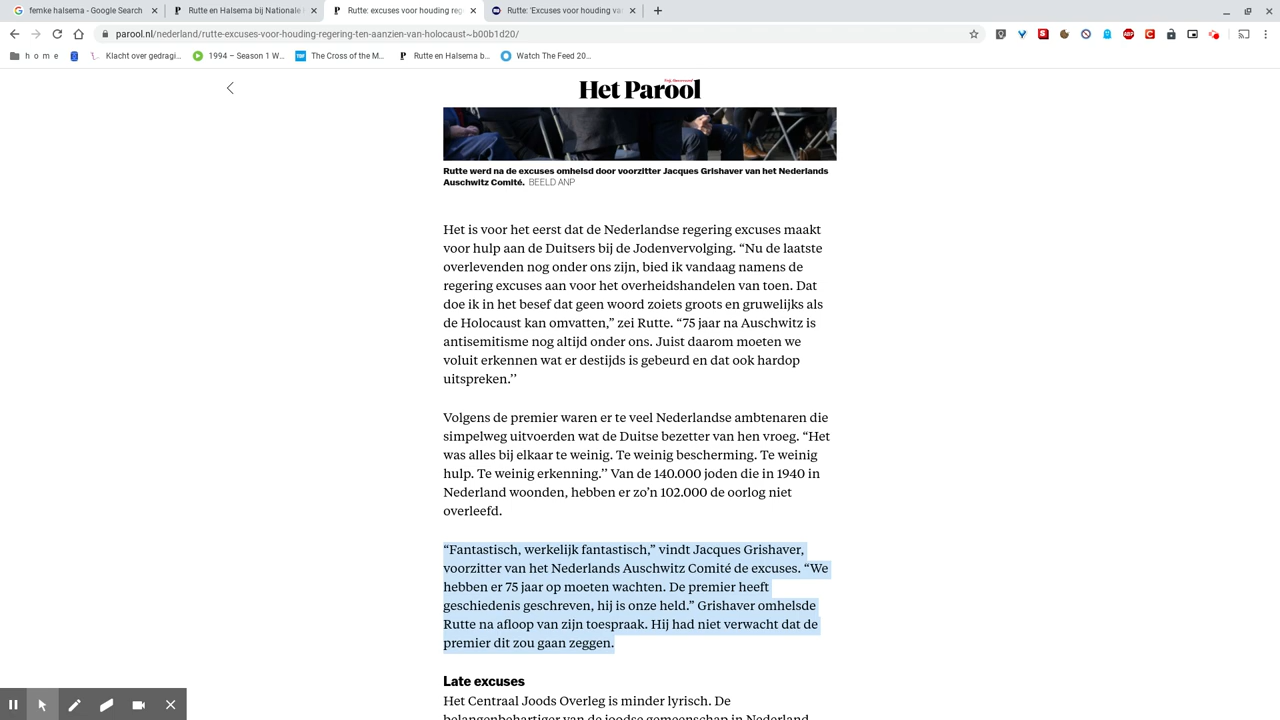 femke halsema - Google Search
Rutte en Halsema bij Nationale
Rutte: excuses voor houding reg
Rutte: 'Excuses voor houding va
parool.nl/nederland/rutte-excuses-voor-houding-regering-ten-aanzien-van-holocaust~b00b1d20/
h o m e
Klacht over gedragi...
1994 – Season 1 W...
The Cross of the M...
Rutte en Halsema b...
Watch The Feed 20...
Het Parool
Rutte werd na de excuses omhelsd door voorzitter Jacques Grishaver van het Nederlands
Auschwitz Comité. BEELD ANP
Het is voor het eerst dat de Nederlandse regering excuses maakt
voor hulp aan de Duitsers bij de Jodenvervolging. “Nu de laatste
overlevenden nog onder ons zijn, bied ik vandaag namens de
regering excuses aan voor het overheidshandelen van toen. Dat
doe ik in het besef dat geen woord zoiets groots en gruwelijks als
de Holocaust kan omvatten,” zei Rutte. “75 jaar na Auschwitz is
antisemitisme nog altijd onder ons. Juist daarom moeten we
voluit erkennen wat er destijds is gebeurd en dat ook hardop
uitspreken.’’
Volgens de premier waren er te veel Nederlandse ambtenaren die
simpelweg uitvoerden wat de Duitse bezetter van hen vroeg. “Het
was alles bij elkaar te weinig. Te weinig bescherming. Te weinig
hulp. Te weinig erkenning.’’ Van de 140.000 joden die in 1940 in
Nederland woonden, hebben er zo’n 102.000 de oorlog niet
overleefd.
“Fantastisch, werkelijk fantastisch,” vindt Jacques Grishaver,
voorzitter van het Nederlands Auschwitz Comité de excuses. “We
hebben er 75 jaar op moeten wachten. De premier heeft
geschiedenis geschreven, hij is onze held.” Grishaver omhelsde
Rutte na afloop van zijn toespraak. Hij had niet verwacht dat de
premier dit zou gaan zeggen.
Late excuses
Het Centraal Joods Overleg is minder lyrisch. De
belangenbehartiger van de joodse gemeenschap in Nederland